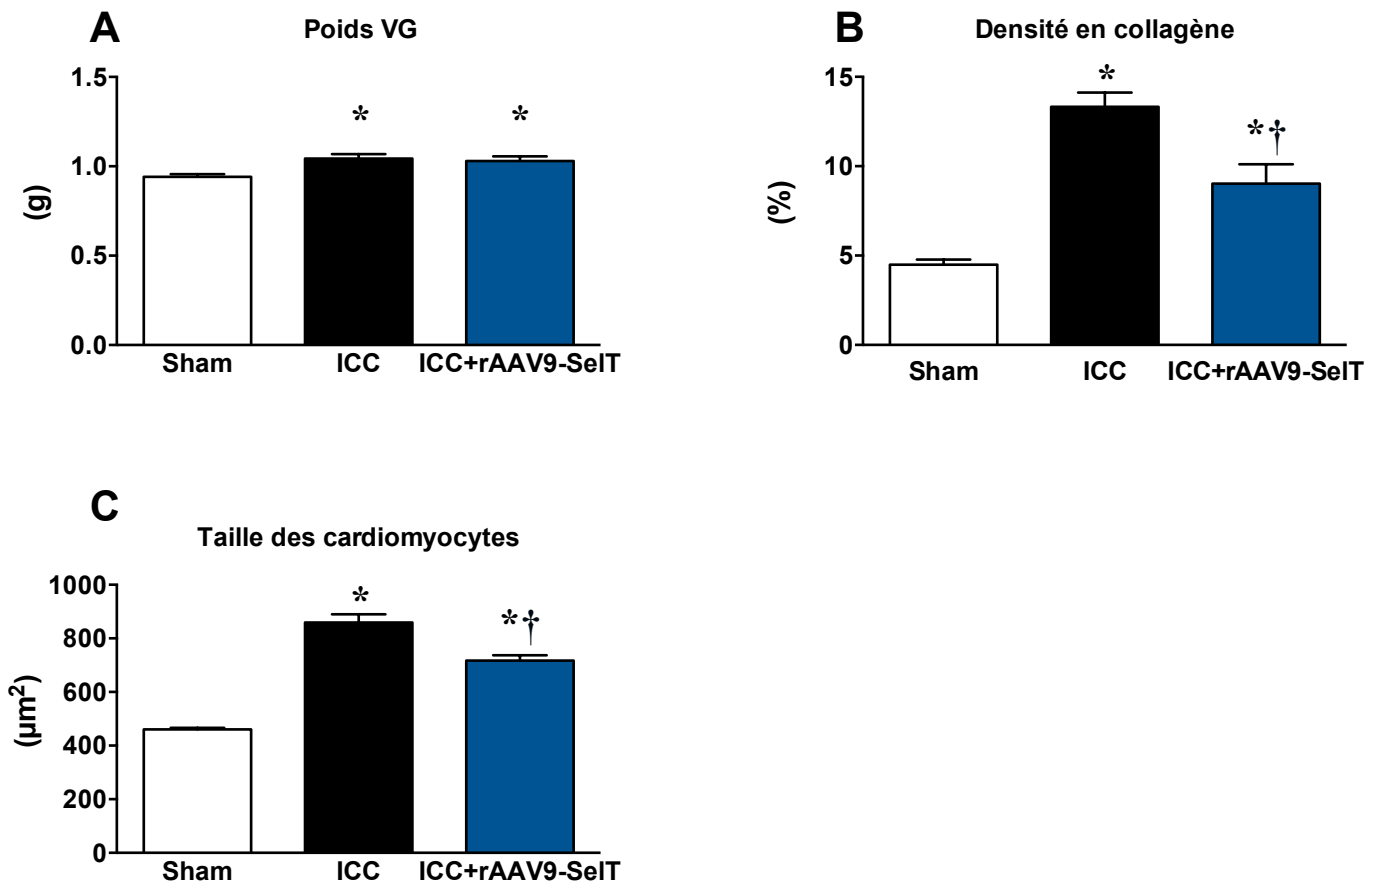 A
Poids VG
1.5
1.0
0.5
0.0
(g)
*
*
Sham ICC ICC+rAAV9-SelT
B
Densité en collagène
15
10
5
0
(%)
*
*†
Sham ICC ICC+rAAV9-SelT
C
Taille des cardiomyocytes
1000
800
600
400
200
0
(µm²)
*
*†
Sham ICC ICC+rAAV9-SelT